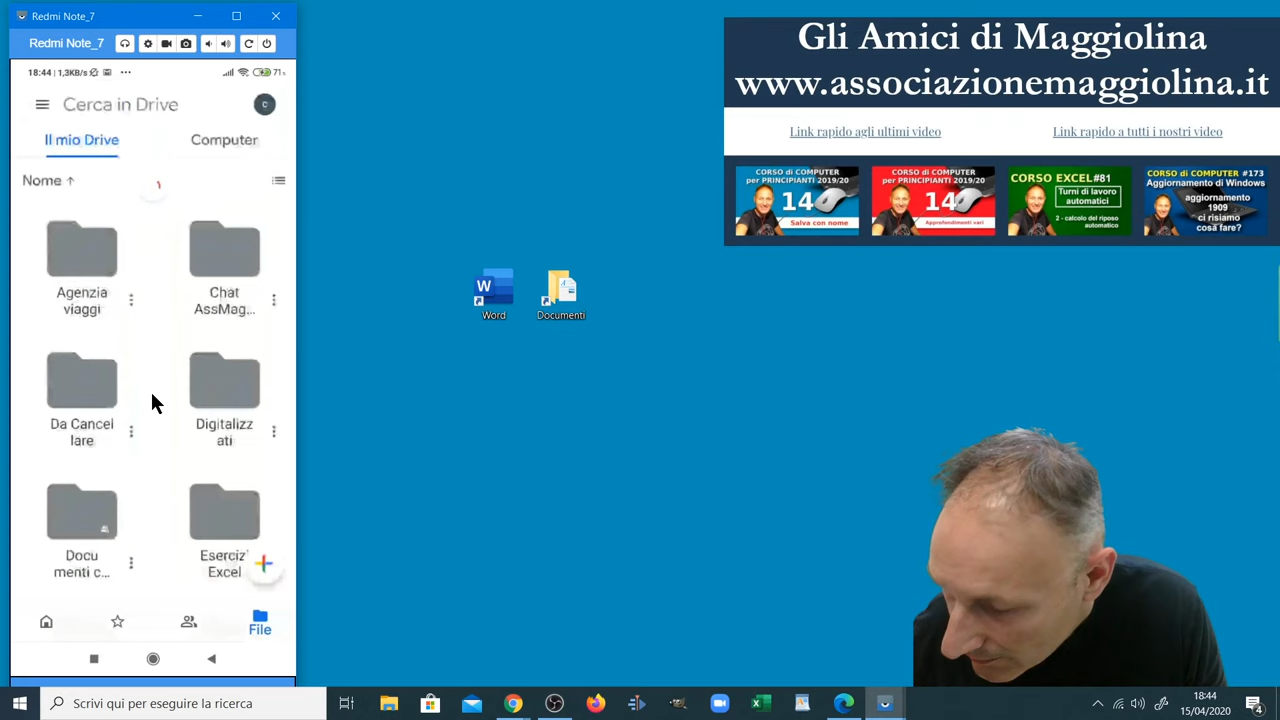 Redmi Note_7
Redmi Note_7
18:44 | 1,3KB/s
71
Cerca in Drive
C
Il mio Drive
Computer
Nome
Agenzia
viaggi
Chat
AssMag...
Da Cancel
lare
Digitalizz
ati
Docu
menti c...
Esercizi
Excel
File
Word
Documenti
Gli Amici di Maggiolina
www.associazionemaggiolina.it
Link rapido agli ultimi video
Link rapido a tutti i nostri video
CORSO di COMPUTER
per PRINCIPIANTI 2019/20
14
Salva con nome
CORSO di COMPUTER
per PRINCIPIANTI 2019/20
14
Approfondimenti vari
CORSO EXCEL#81
Turni di lavoro
automatici
2 - calcolo del riposo
automatico
CORSO di COMPUTER #173
Aggiornamento di Windows
aggiornamento
1909
ci risiamo
cosa fare?
Scrivi qui per eseguire la ricerca
18:44
15/04/2020
4